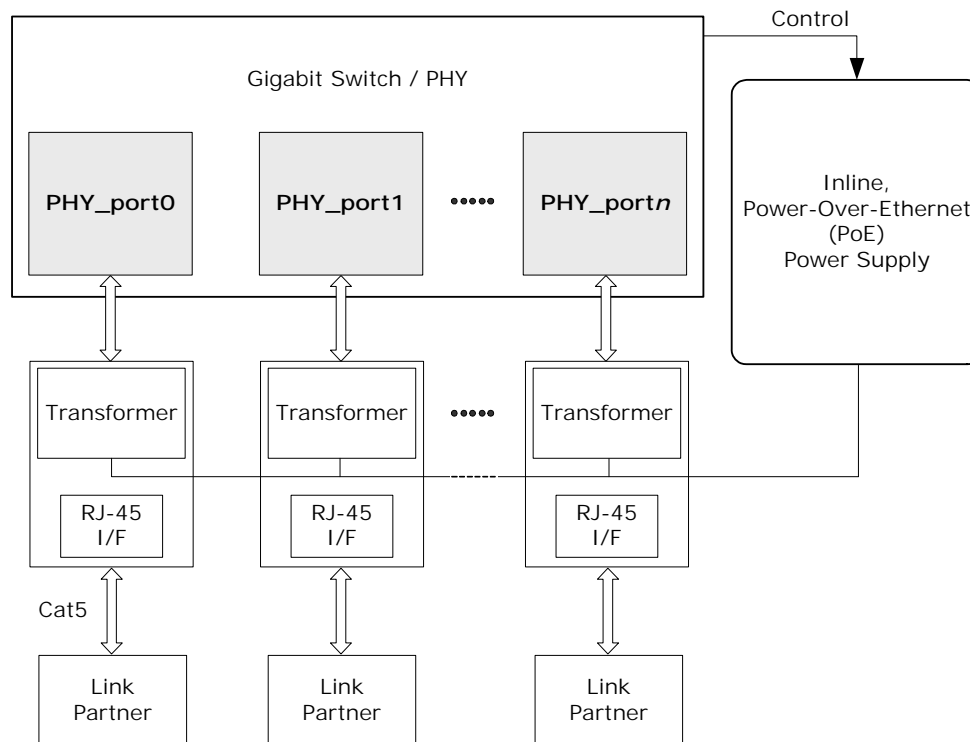 Control
Gigabit Switch / PHY
PHY_port0
PHY_port1
PHY_portn
Inline,
Power-Over-Ethernet
(PoE)
Power Supply
Transformer
Transformer
Transformer
RJ-45
I/F
RJ-45
I/F
RJ-45
I/F
Cat5
Link
Partner
Link
Partner
Link
Partner